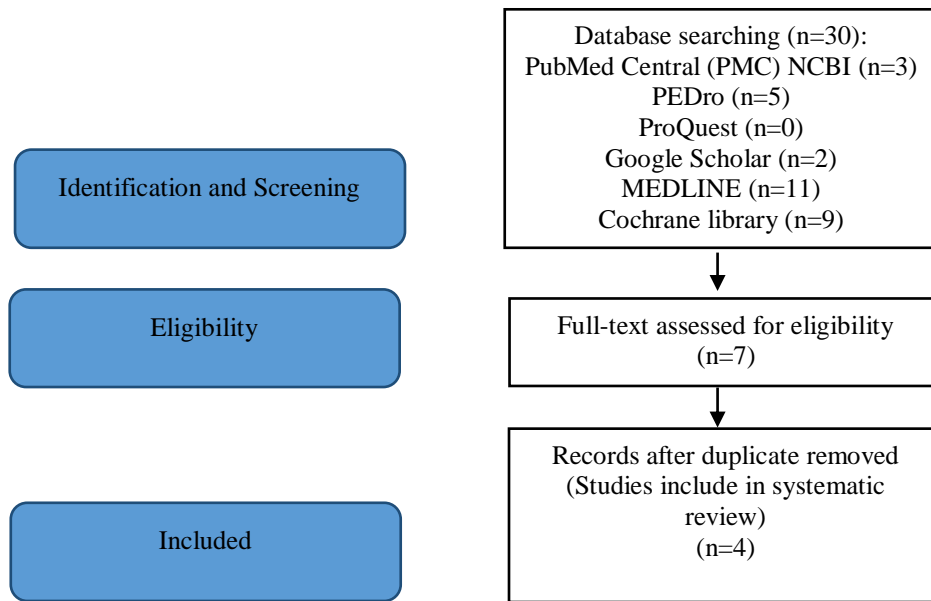 Database searching (n=30):
PubMed Central (PMC) NCBI (n=3)
PEDro (n=5)
ProQuest (n=0)
Google Scholar (n=2)
MEDLINE (n=11)
Cochrane library (n=9)
Identification and Screening
Eligibility
Full-text assessed for eligibility
(n=7)
Records after duplicate removed
(Studies include in systematic
review)
(n=4)
Included